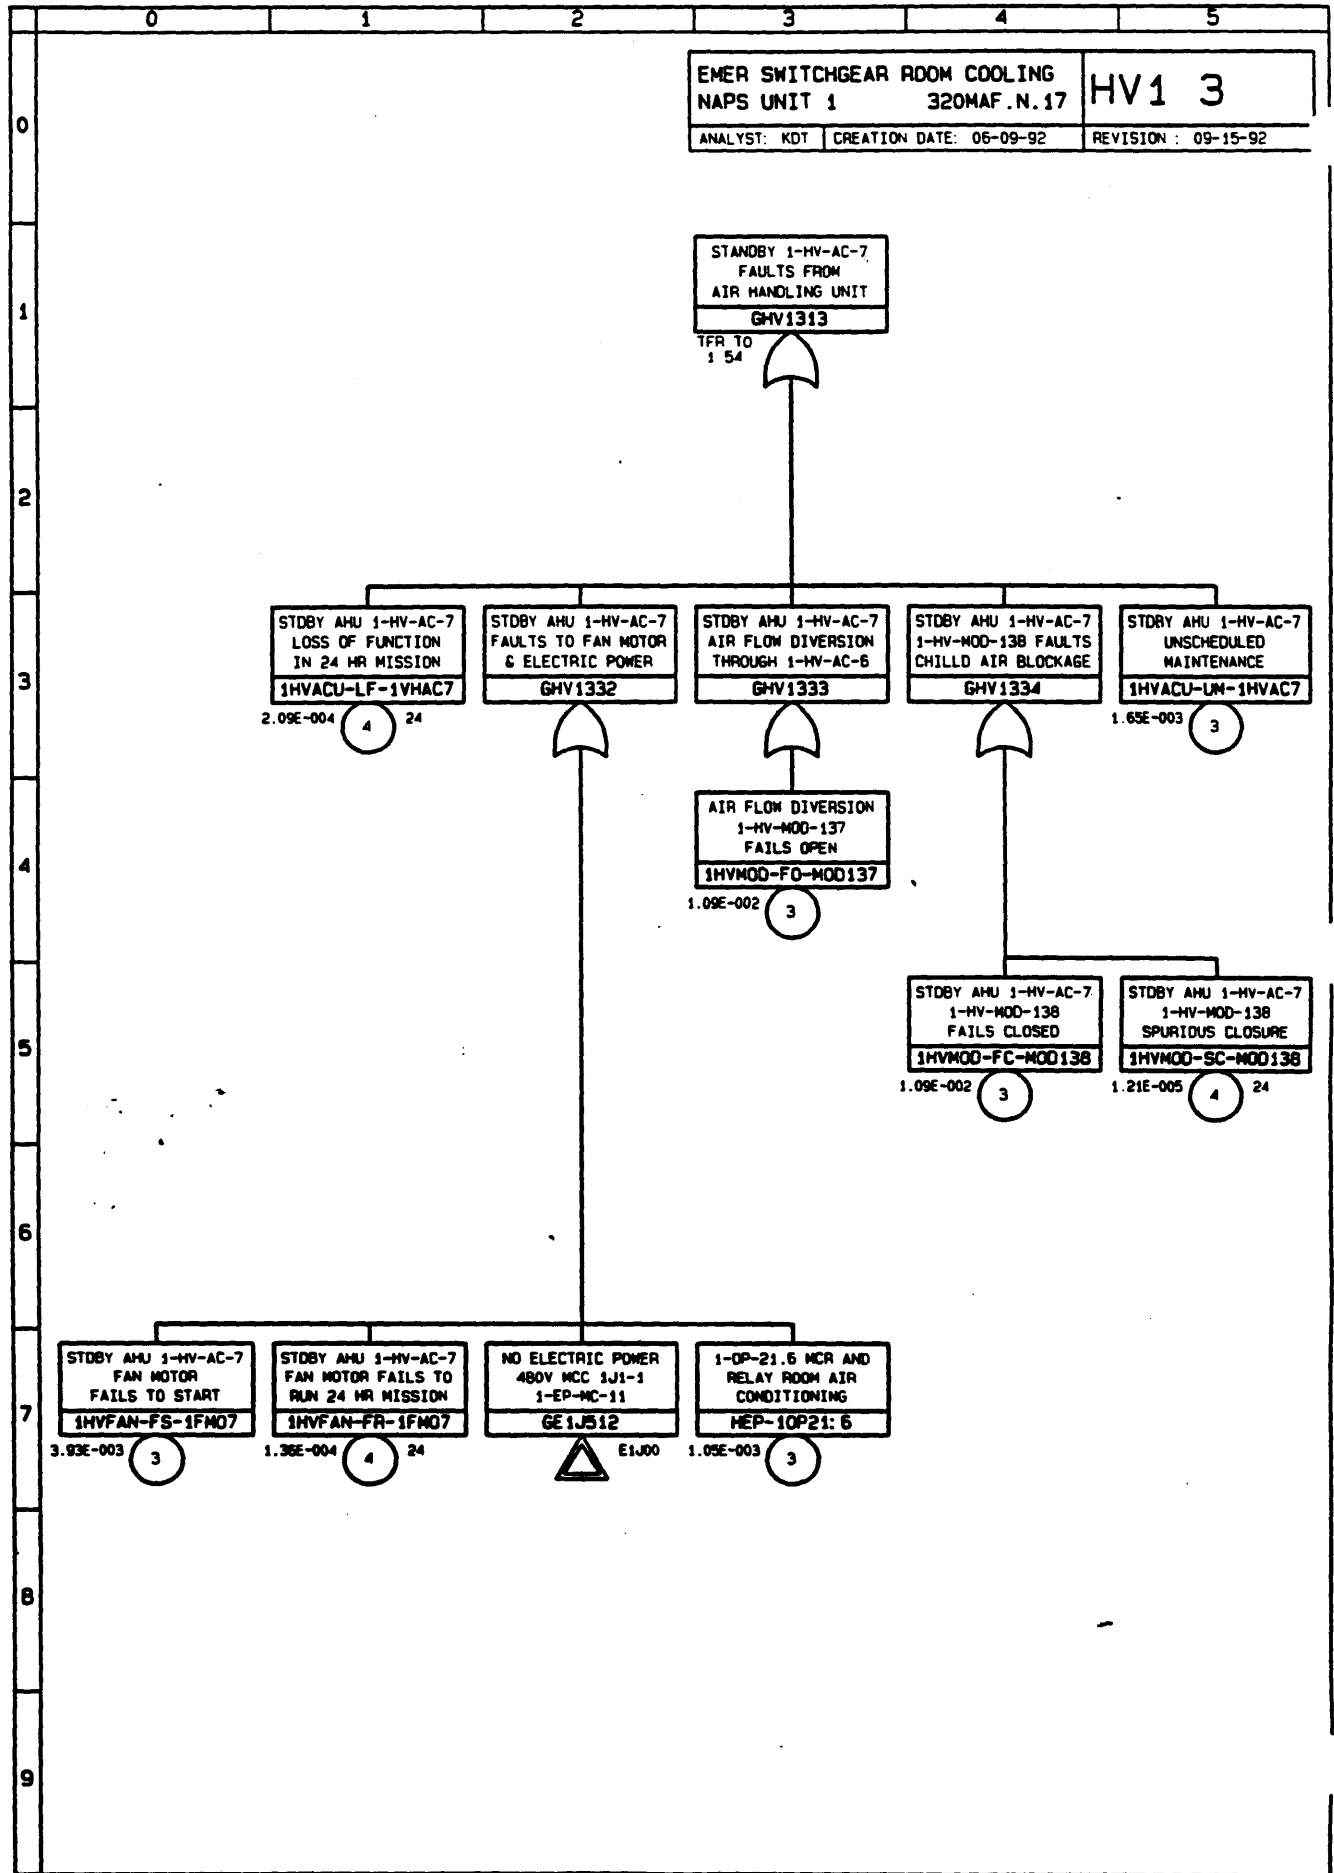 0 1 2 3 4 5
EMER SWITCHGEAR ROOM COOLING
NAPS UNIT 1 320MAF.N.17
HV1 3
ANALYST: KDT CREATION DATE: 06-09-92 REVISION : 09-15-92
0
STANDBY 1-HV-AC-7
FAULTS FROM
AIR HANDLING UNIT
GHV1313
TFR TO
1 54
1
2
3
STDBY AHU 1-HV-AC-7
LOSS OF FUNCTION
IN 24 HR MISSION
1HVACU-LF-1VHAC7
2.09E-004 4 24
STDBY AHU 1-HV-AC-7
FAULTS TO FAN MOTOR
& ELECTRIC POWER
GHV1332
STDBY AHU 1-HV-AC-7
AIR FLOW DIVERSION
THROUGH 1-HV-AC-6
GHV1333
STDBY AHU 1-HV-AC-7
1-HV-MOD-138 FAULTS
CHILLD AIR BLOCKAGE
GHV1334
STDBY AHU 1-HV-AC-7
UNSCHEDULED
MAINTENANCE
1HVACU-UM-1HVAC7
1.65E-003 3
4
AIR FLOW DIVERSION
1-HV-MOD-137
FAILS OPEN
1HVMOD-FO-MOD137
1.09E-002 3
5
STDBY AHU 1-HV-AC-7
1-HV-MOD-138
FAILS CLOSED
1HVMOD-FC-MOD138
1.09E-002 3
STDBY AHU 1-HV-AC-7
1-HV-MOD-138
SPURIOUS CLOSURE
1HVMOD-SC-MOD138
1.21E-005 4 24
6
7
STDBY AHU 1-HV-AC-7
FAN MOTOR
FAILS TO START
1HVFAN-FS-1FM07
3.93E-003 3
STDBY AHU 1-HV-AC-7
FAN MOTOR FAILS TO
RUN 24 HR MISSION
1HVFAN-FR-1FM07
1.36E-004 4 24
NO ELECTRIC POWER
480V MCC 1J1-1
1-EP-MC-11
GE1J512
E1J00
1-OP-21.6 MCR AND
RELAY ROOM AIR
CONDITIONING
HEP-1OP21:6
1.05E-003 3
8
9